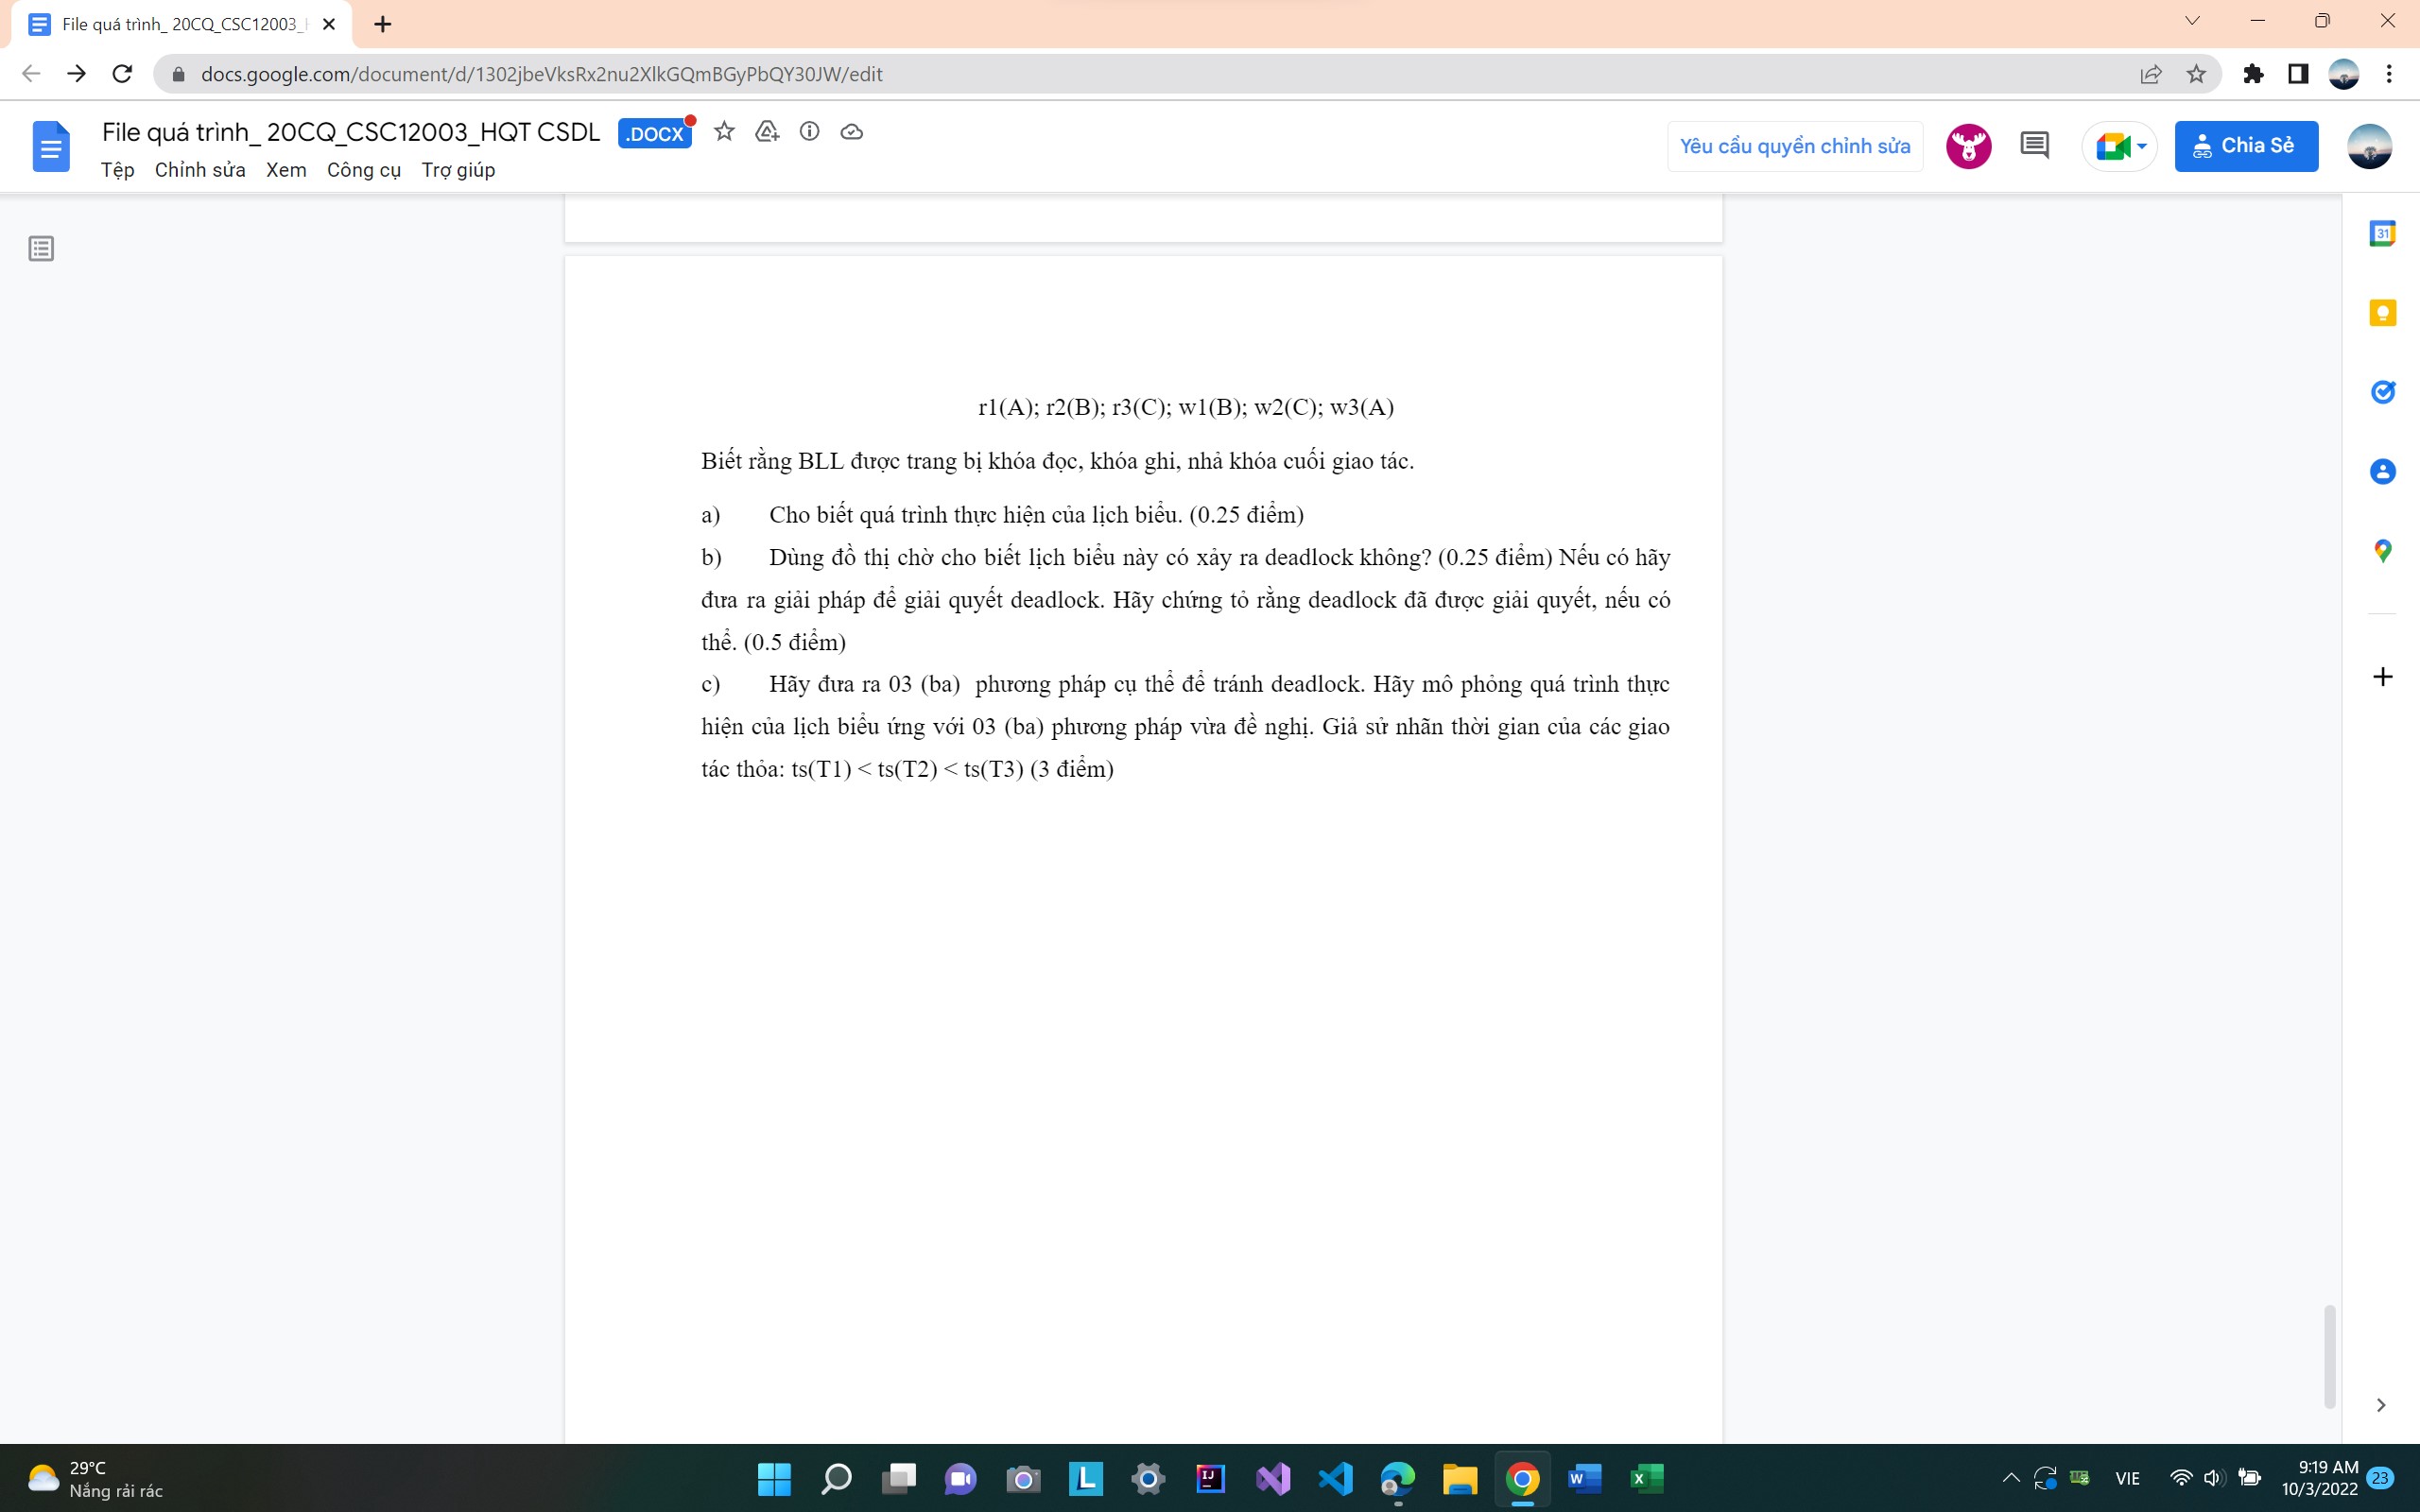 File quá trình_ 20CQ_CSC12003_
docs.google.com/document/d/1302jbeVksRx2nu2XlkGQmBGyPbQY30JW/edit
File quá trình_ 20CQ_CSC12003_HQT CSDL .DOCX
Tệp Chỉnh sửa Xem Công cụ Trợ giúp
Yêu cầu quyền chỉnh sửa
Chia Sẻ
31
r1(A); r2(B); r3(C); w1(B); w2(C); w3(A)
Biết rằng BLL được trang bị khóa đọc, khóa ghi, nhả khóa cuối giao tác.
a) Cho biết quá trình thực hiện của lịch biểu. (0.25 điểm)
b) Dùng đồ thị chờ cho biết lịch biểu này có xảy ra deadlock không? (0.25 điểm) Nếu có hãy
đưa ra giải pháp để giải quyết deadlock. Hãy chứng tỏ rằng deadlock đã được giải quyết, nếu có
thể. (0.5 điểm)
c) Hãy đưa ra 03 (ba) phương pháp cụ thể để tránh deadlock. Hãy mô phỏng quá trình thực
hiện của lịch biểu ứng với 03 (ba) phương pháp vừa đề nghị. Giả sử nhãn thời gian của các giao
tác thỏa: ts(T1) < ts(T2) < ts(T3) (3 điểm)
29°C
Nắng rải rác
L
IJ
W
X
VIE
9:19 AM
10/3/2022
23